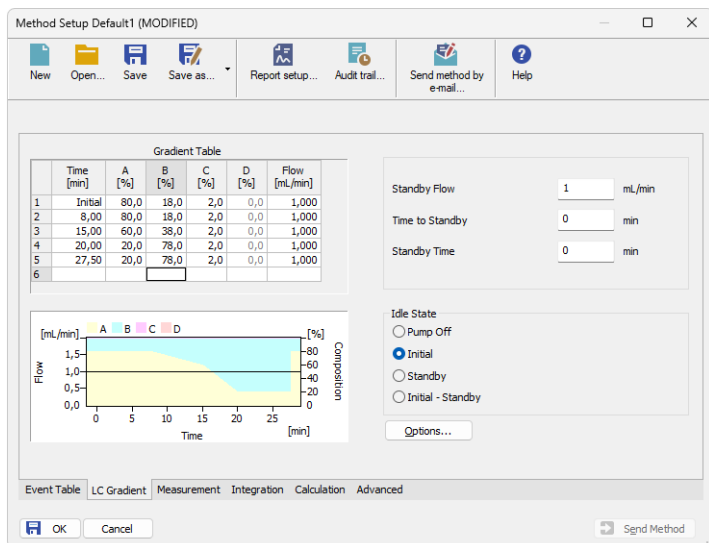 Method Setup Default1 (MODIFIED)
New Open... Save Save as... Report setup... Audit trail... Send method by e-mail... Help
Gradient Table
Time [min] A [%] B [%] C [%] D [%] Flow [mL/min]
1 Initial 80,0 18,0 2,0 0,0 1,000
2 8,00 80,0 18,0 2,0 0,0 1,000
3 15,00 60,0 38,0 2,0 0,0 1,000
4 20,00 20,0 78,0 2,0 0,0 1,000
5 27,50 20,0 78,0 2,0 0,0 1,000
6
Standby Flow 1 mL/min
Time to Standby 0 min
Standby Time 0 min
[mL/min] A B C D [%]
1,5 80
1,0 60
0,5 40
0,0 20
0
Flow
Composition
0 5 10 15 20 25
Time [min]
Idle State
Pump Off
Initial
Standby
Initial - Standby
Options...
Event Table LC Gradient Measurement Integration Calculation Advanced
OK Cancel Send Method